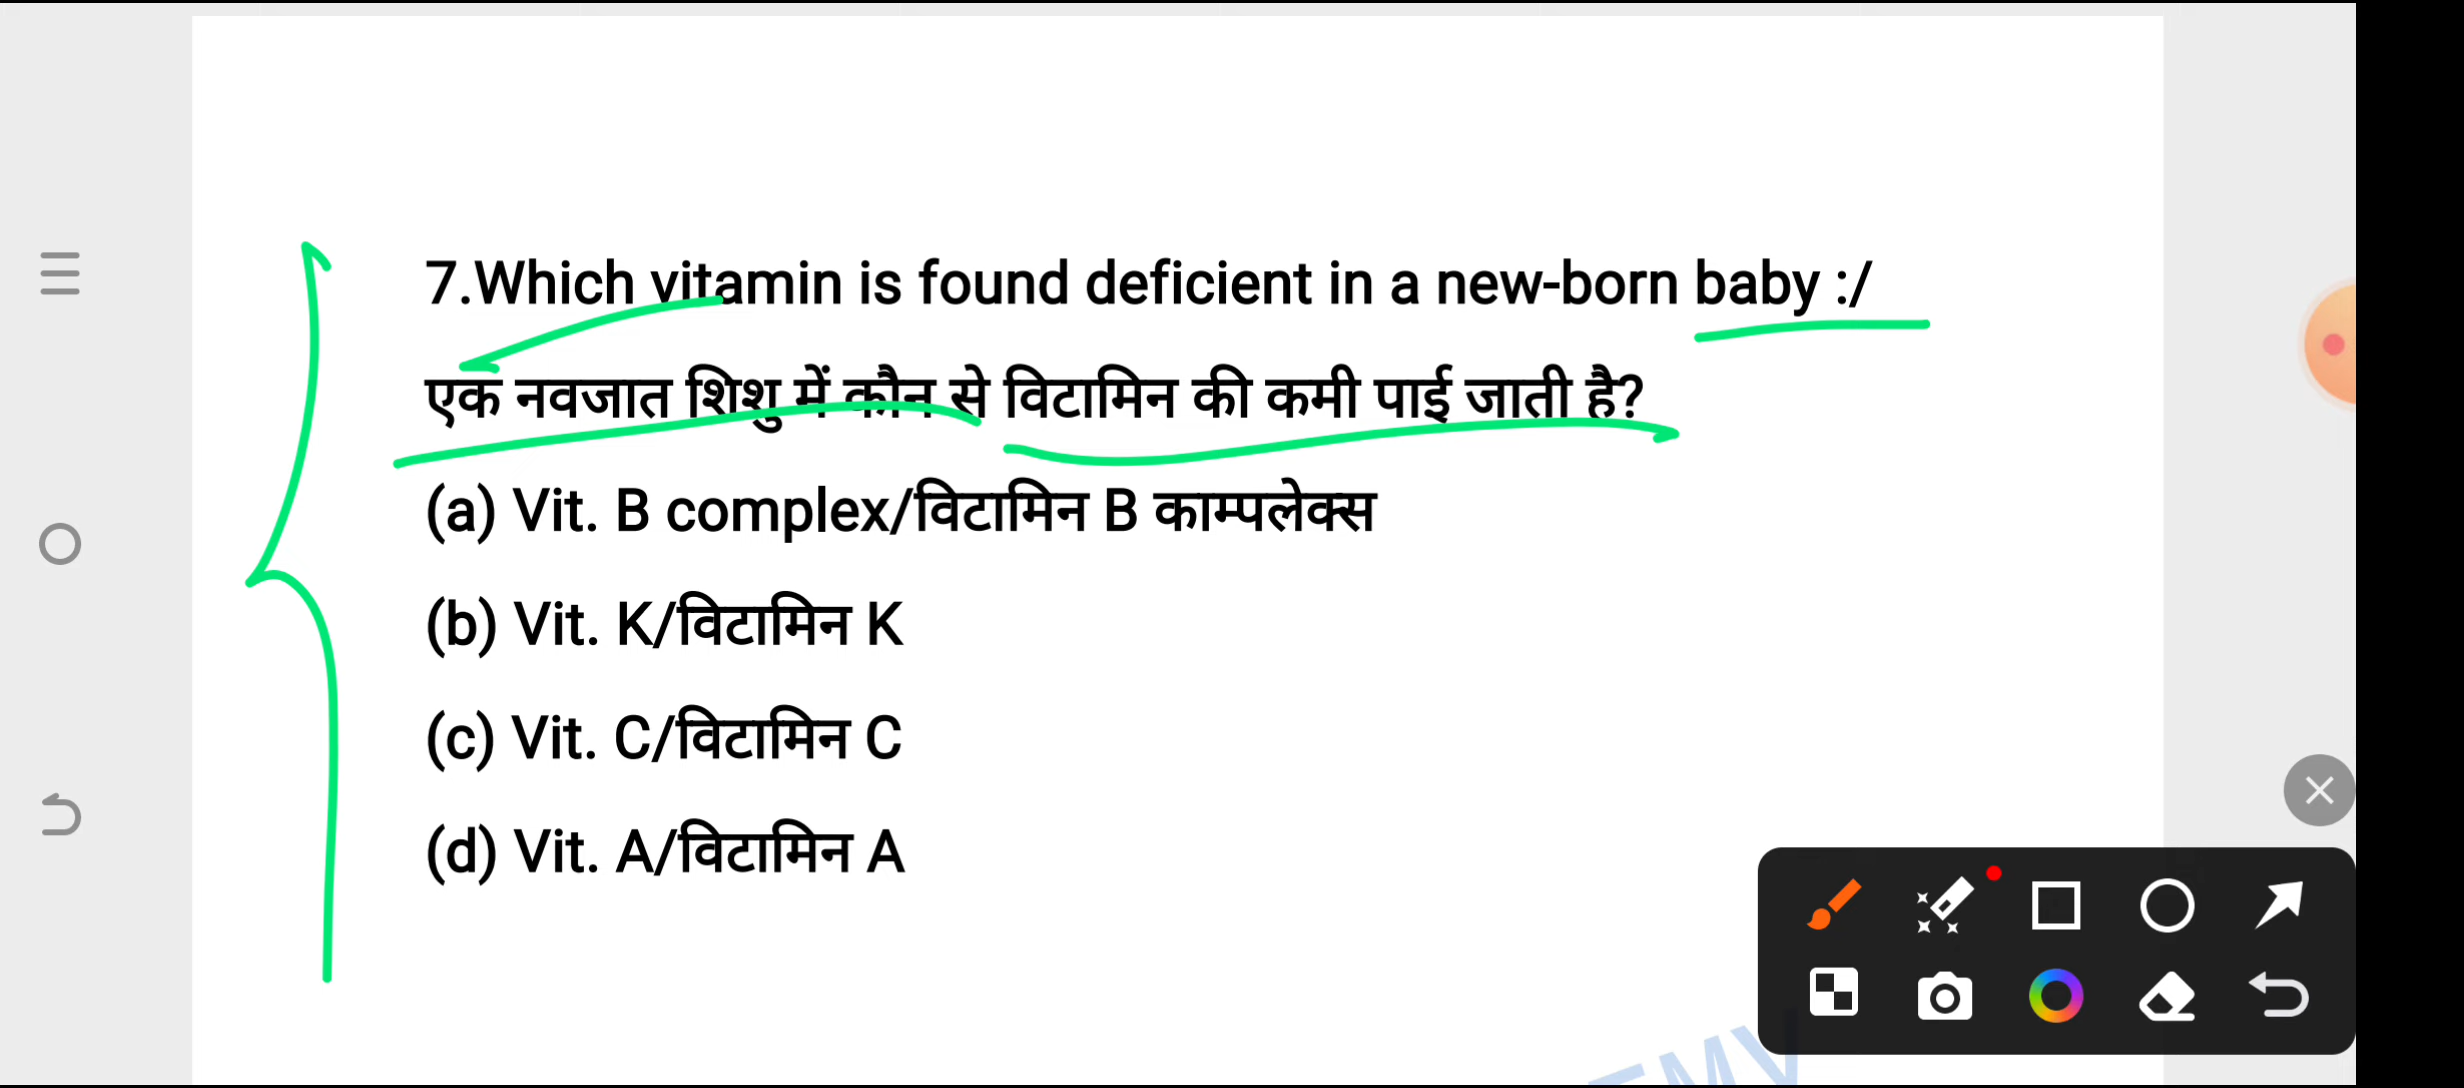 7.Which vitamin is found deficient in a new-born baby :/
एक नवजात शिशु में कौन से विटामिन की कमी पाई जाती है?
(a) Vit. B complex/विटामिन B काम्पलेक्स
(b) Vit. K/विटामिन K
(c) Vit. C/विटामिन C
(d) Vit. A/विटामिन A